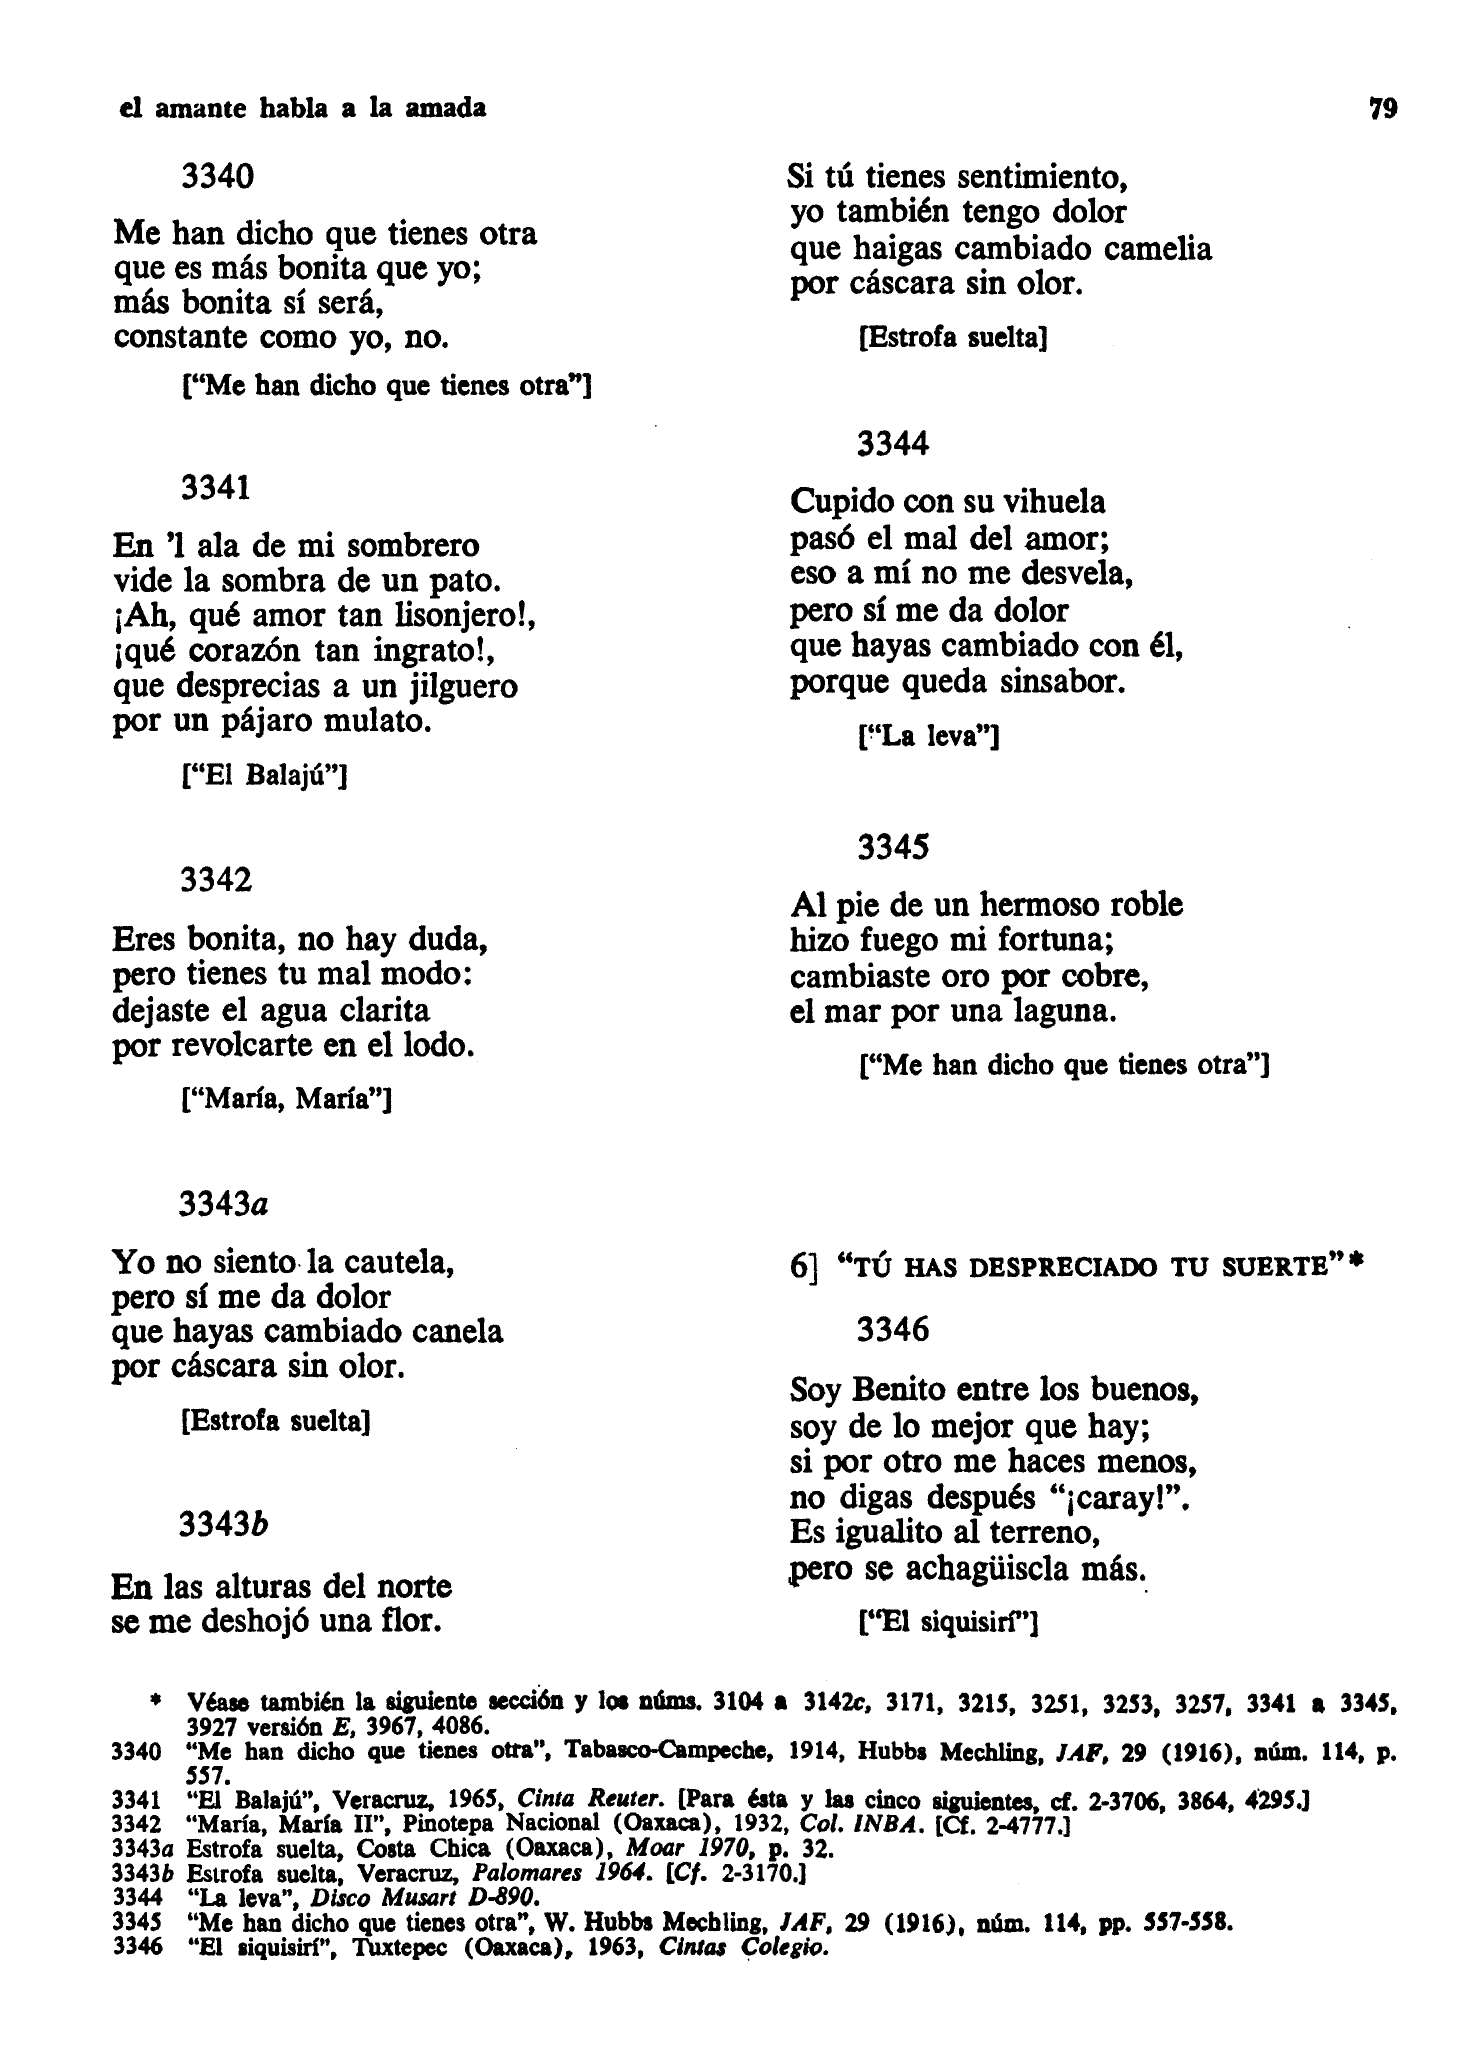 el amante habla a la amada 79
3340
Me han dicho que tienes otra
que es más bonita que yo;
más bonita sí será,
constante como yo, no.
[“Me han dicho que tienes otra”]
3341
En ’l ala de mi sombrero
vide la sombra de un pato.
¡Ah, qué amor tan lisonjero!,
¡qué corazón tan ingrato!,
que desprecias a un jilguero
por un pájaro mulato.
[“El Balajú”]
3342
Eres bonita, no hay duda,
pero tienes tu mal modo:
dejaste el agua clarita
por revolcarte en el lodo.
[“María, María”]
3343a
Yo no siento la cautela,
pero sí me da dolor
que hayas cambiado canela
por cáscara sin olor.
[Estrofa suelta]
3343b
En las alturas del norte
se me deshojó una flor.
Si tú tienes sentimiento,
yo también tengo dolor
que haigas cambiado camelia
por cáscara sin olor.
[Estrofa suelta]
3344
Cupido con su vihuela
pasó el mal del amor;
eso a mí no me desvela,
pero sí me da dolor
que hayas cambiado con él,
porque queda sinsabor.
[“La leva”]
3345
Al pie de un hermoso roble
hizo fuego mi fortuna;
cambiaste oro por cobre,
el mar por una laguna.
[“Me han dicho que tienes otra”]
6] “TÚ HAS DESPRECIADO TU SUERTE”*
3346
Soy Benito entre los buenos,
soy de lo mejor que hay;
si por otro me haces menos,
no digas después “¡caray!”.
Es igualito al terreno,
pero se achagüiscla más.
[“El siquisirí”]
* Véase también la siguiente sección y los núms. 3104 a 3142c, 3171, 3215, 3251, 3253, 3257, 3341 a 3345,
3927 versión E, 3967, 4086.
3340 “Me han dicho que tienes otra”, Tabasco-Campeche, 1914, Hubbs Mechling, JAF, 29 (1916), núm. 114, p.
557.
3341 “El Balajú”, Veracruz, 1965, Cinta Reuter. [Para ésta y las cinco siguientes, cf. 2-3706, 3864, 4295.]
3342 “María, María II”, Pinotepa Nacional (Oaxaca), 1932, Col. INBA. [Cf. 2-4777.]
3343a Estrofa suelta, Costa Chica (Oaxaca), Moar 1970, p. 32.
3343b Estrofa suelta, Veracruz, Palomares 1964. [Cf. 2-3170.]
3344 “La leva”, Disco Musart D-890.
3345 “Me han dicho que tienes otra”, W. Hubbs Mechling, JAF, 29 (1916), núm. 114, pp. 557-558.
3346 “El siquisirí”, Tuxtepec (Oaxaca), 1963, Cintas Colegio.